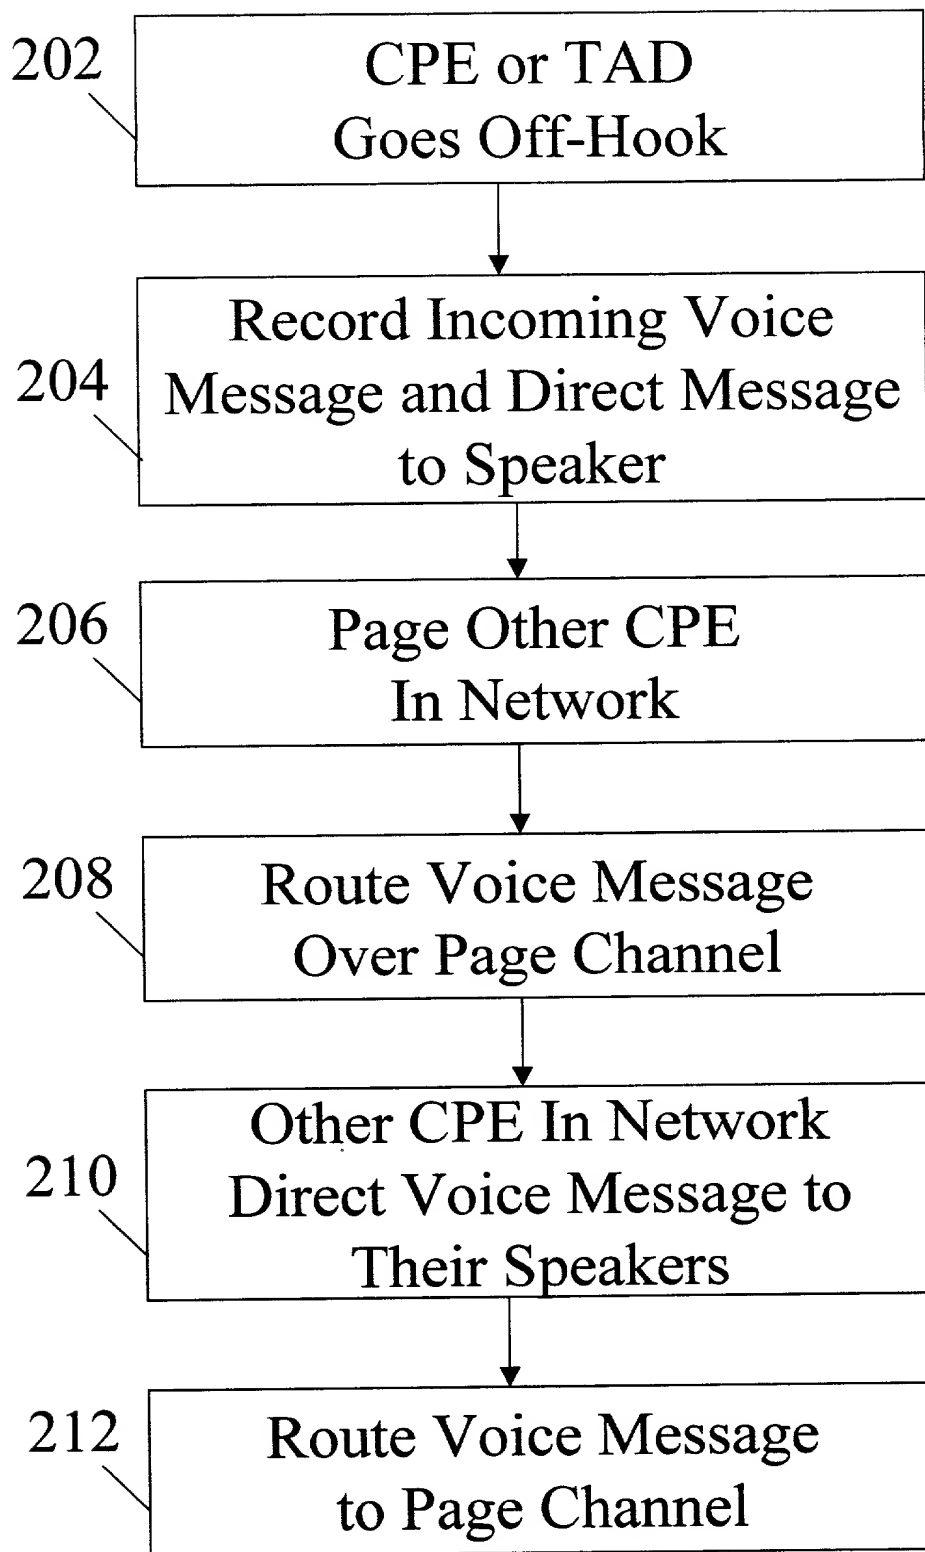 202
CPE or TAD
Goes Off-Hook
204
Record Incoming Voice
Message and Direct Message
to Speaker
206
Page Other CPE
In Network
208
Route Voice Message
Over Page Channel
210
Other CPE In Network
Direct Voice Message to
Their Speakers
212
Route Voice Message
to Page Channel